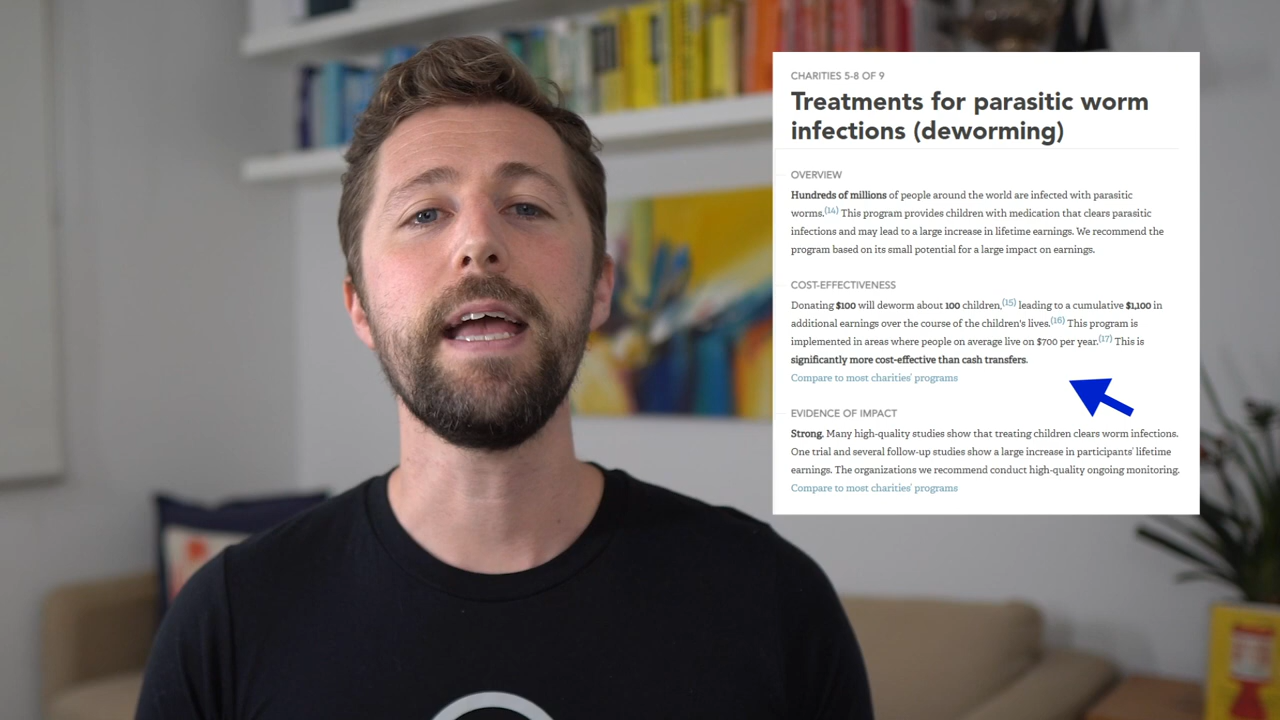 CHARITIES 5-8 OF 9
Treatments for parasitic worm
infections (deworming)
OVERVIEW
Hundreds of millions of people around the world are infected with parasitic
worms.(14) This program provides children with medication that clears parasitic
infections and may lead to a large increase in lifetime earnings. We recommend the
program based on its small potential for a large impact on earnings.
COST-EFFECTIVENESS
Donating $100 will deworm about 100 children,(15) leading to a cumulative $1,100 in
additional earnings over the course of the children's lives.(16) This program is
implemented in areas where people on average live on $700 per year.(17) This is
significantly more cost-effective than cash transfers.
Compare to most charities' programs
EVIDENCE OF IMPACT
Strong. Many high-quality studies show that treating children clears worm infections.
One trial and several follow-up studies show a large increase in participants' lifetime
earnings. The organizations we recommend conduct high-quality ongoing monitoring.
Compare to most charities' programs